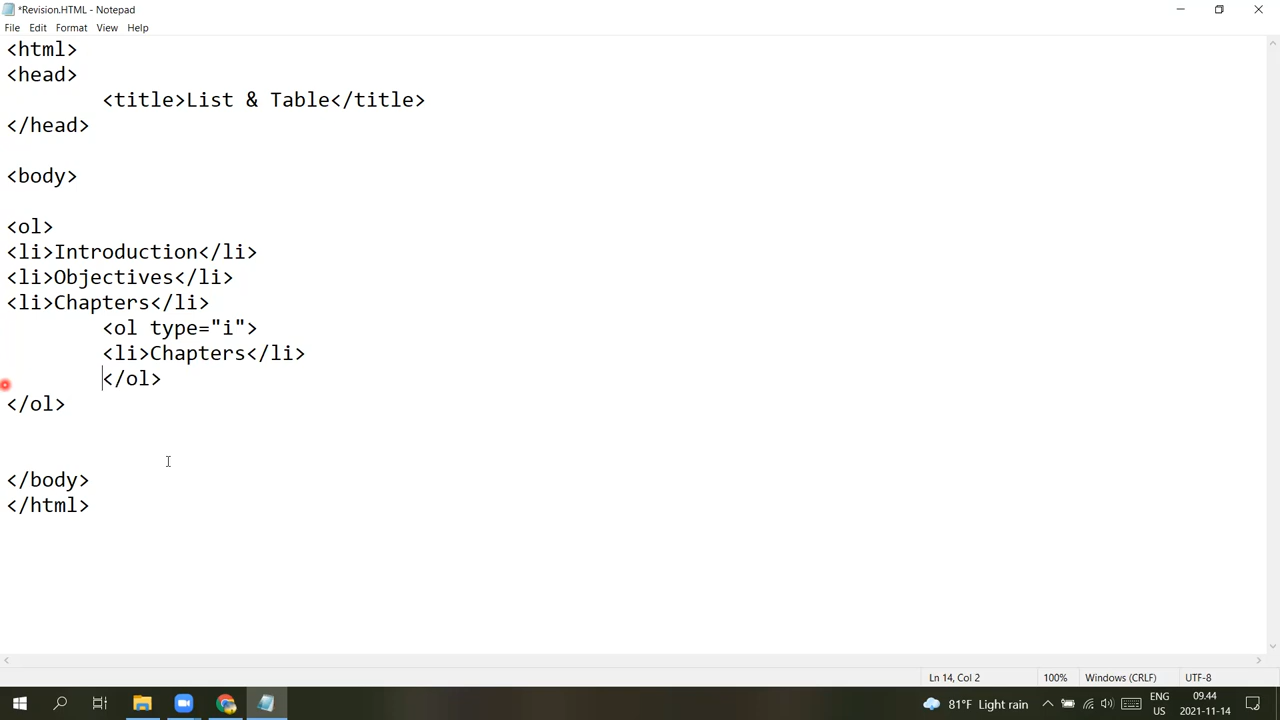 *Revision.HTML - Notepad
File Edit Format View Help
<html>
<head>
<title>List & Table</title>
</head>
<body>
<ol>
<li>Introduction</li>
<li>Objectives</li>
<li>Chapters</li>
<ol type="i">
<li>Chapters</li>
</ol>
</ol>
</body>
</html>
Ln 14, Col 2 100% Windows (CRLF) UTF-8
81°F Light rain ENG US 09.44 2021-11-14